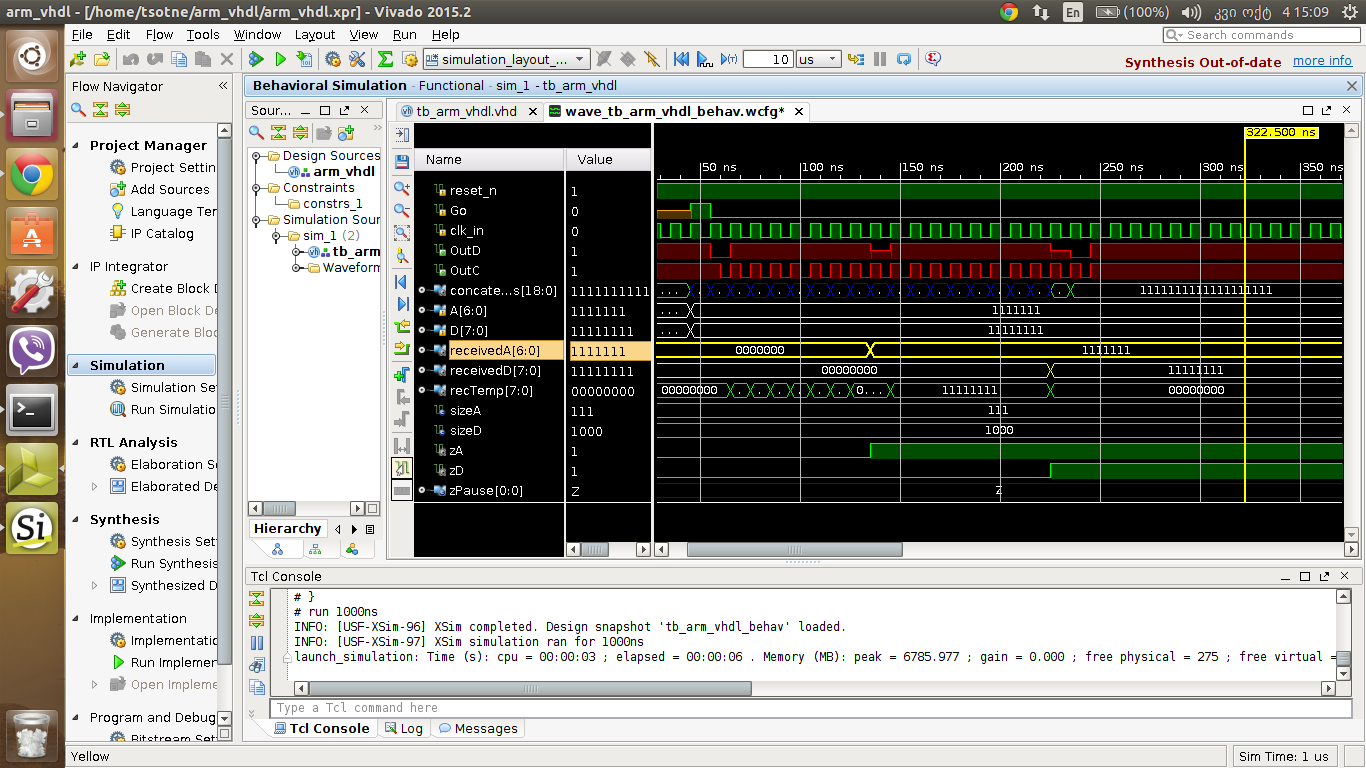 arm_vhdl - [/home/tsotne/arm_vhdl/arm_vhdl.xpr] - Vivado 2015.2
En (100%) კვი ოქტ 4 15:09
File Edit Flow Tools Window Layout View Run Help
Search commands
simulation_layout_... 10 us
Synthesis Out-of-date more info
Flow Navigator
Project Manager
Project Settin
Add Sources
Language Ter
IP Catalog
IP Integrator
Create Block D
Open Block De
Generate Block
Simulation
Simulation Se
Run Simulatio
RTL Analysis
Elaboration Se
Elaborated De
Synthesis
Synthesis Set
Run Synthesis
Synthesized D
Implementation
Implementatio
Run Implemer
Open Impleme
Program and Debug
Bitstream Set
Behavioral Simulation - Functional - sim_1 - tb_arm_vhdl
Sour...
Design Sources
arm_vhdl
Constraints
constrs_1
Simulation Sour
sim_1 (2)
tb_arm
Waveform
Hierarchy
tb_arm_vhdl.vhd
wave_tb_arm_vhdl_behav.wcfg*
Name Value
322.500 ns
50 ns 100 ns 150 ns 200 ns 250 ns 300 ns 350 ns
reset_n 1
Go 0
clk_in 0
OutD 1
OutC 1
concate...s[18:0] 11111111111 ... 1111111111111111111
A[6:0] 1111111 ... 1111111
D[7:0] 11111111 ... 11111111
receivedA[6:0] 1111111 0000000 1111111
receivedD[7:0] 11111111 00000000 11111111
recTemp[7:0] 00000000 00000000 0... 11111111 00000000
sizeA 111 111
sizeD 1000 1000
zA 1
zD 1
zPause[0:0] Z Z
Tcl Console
# }
# run 1000ns
INFO: [USF-XSim-96] XSim completed. Design snapshot 'tb_arm_vhdl_behav' loaded.
INFO: [USF-XSim-97] XSim simulation ran for 1000ns
launch_simulation: Time (s): cpu = 00:00:03 ; elapsed = 00:00:06 . Memory (MB): peak = 6785.977 ; gain = 0.000 ; free physical = 275 ; free virtual =
Type a Tcl command here
Tcl Console Log Messages
Yellow
Sim Time: 1 us